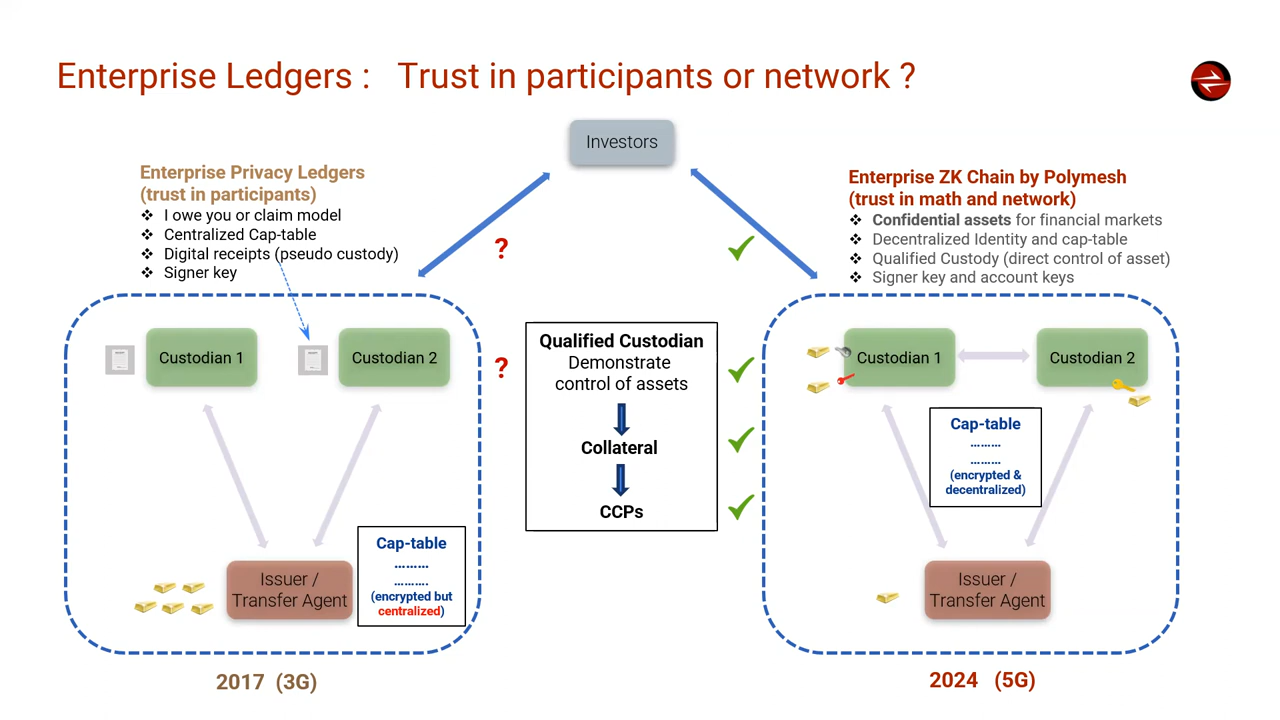 Enterprise Ledgers : Trust in participants or network ?
Investors
Enterprise Privacy Ledgers
(trust in participants)
❖ I owe you or claim model
❖ Centralized Cap-table
❖ Digital receipts (pseudo custody)
❖ Signer key
?
Enterprise ZK Chain by Polymesh
(trust in math and network)
❖ Confidential assets for financial markets
❖ Decentralized Identity and cap-table
❖ Qualified Custody (direct control of asset)
❖ Signer key and account keys
Custodian 1
Custodian 2
?
Issuer /
Transfer Agent
Cap-table
………
……….
(encrypted but
centralized)
2017 (3G)
Qualified Custodian
Demonstrate
control of assets
Collateral
CCPs
Custodian 1
Custodian 2
Cap-table
………
………
(encrypted &
decentralized)
Issuer /
Transfer Agent
2024 (5G)